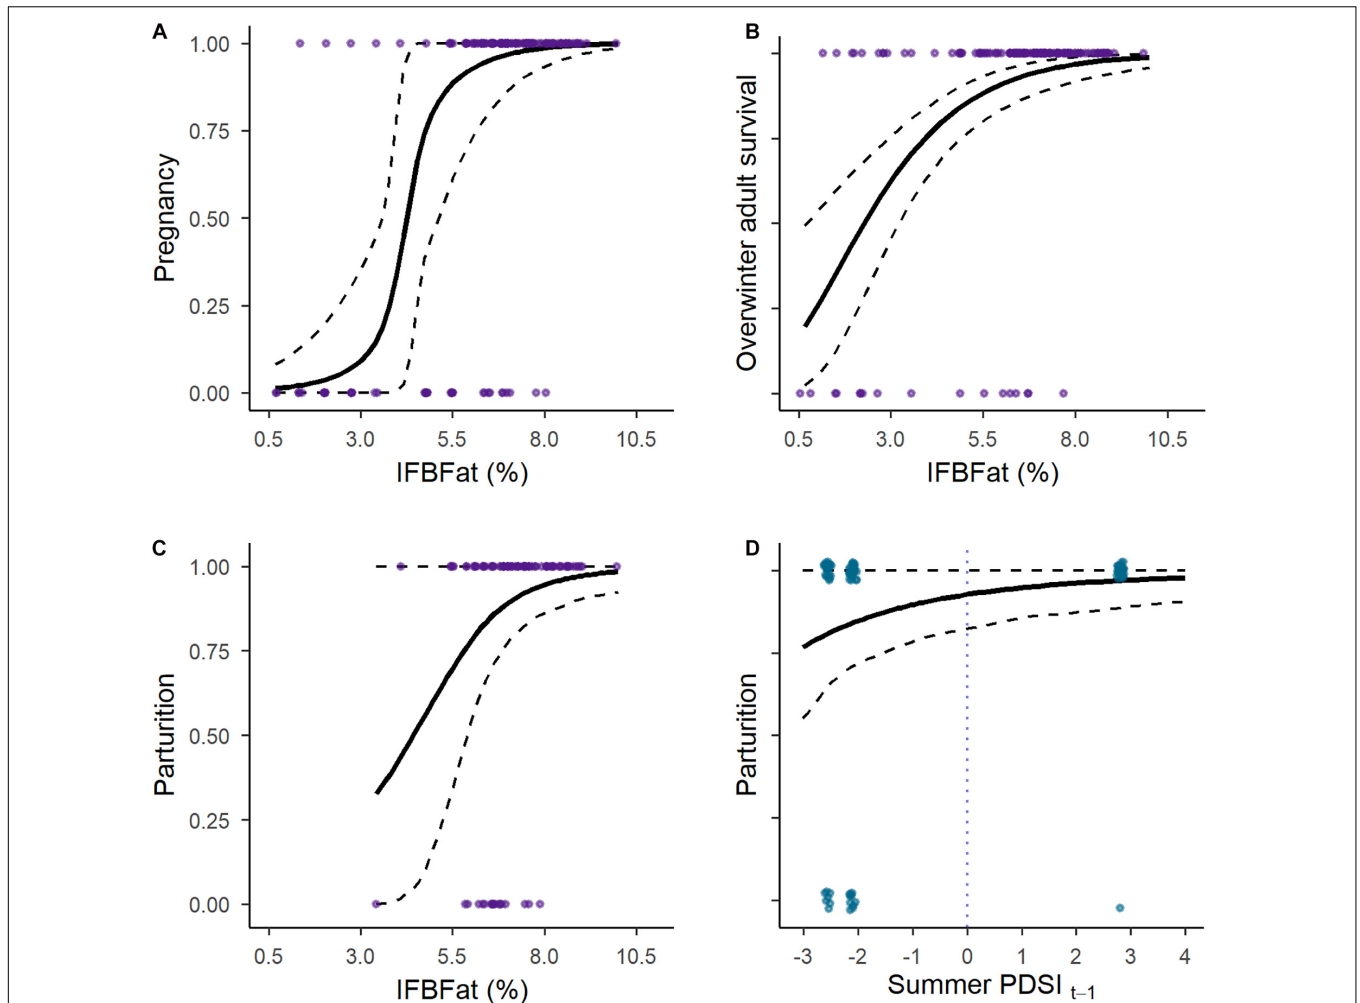 A
1.00
0.75
0.50
0.25
0.00
Pregnancy
0.5 3.0 5.5 8.0 10.5
IFBFat (%)
B
Overwinter adult survival
0.5 3.0 5.5 8.0 10.5
IFBFat (%)
C
1.00
0.75
0.50
0.25
0.00
Parturition
0.5 3.0 5.5 8.0 10.5
IFBFat (%)
D
Parturition
-3 -2 -1 0 1 2 3 4
Summer PDSI t−1